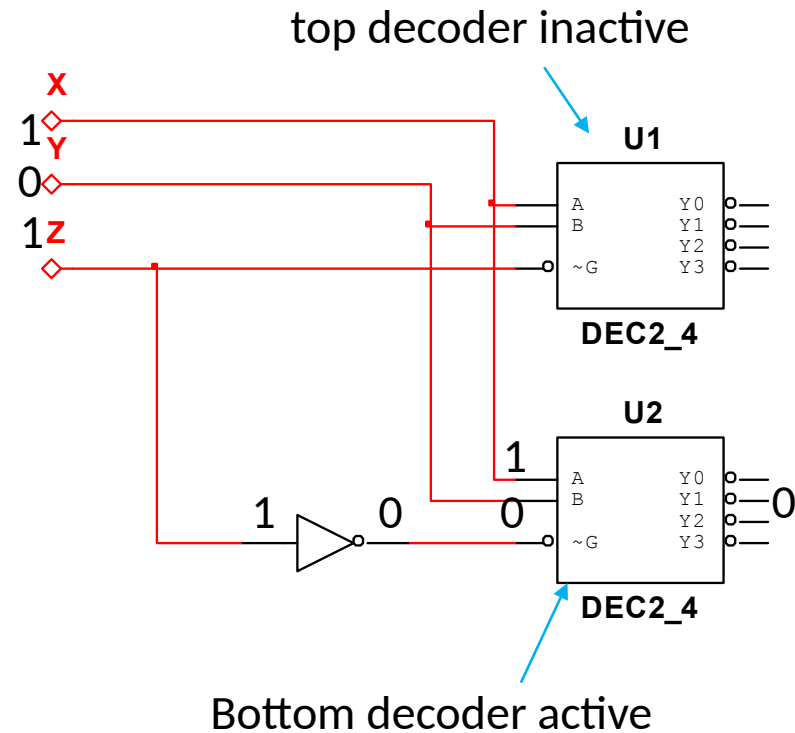 top decoder inactive
X
1
Y
0
1 Z
U1
A Y0
B Y1
Y2
~G Y3
DEC2_4
U2
1
A Y0
0 B Y1 0
Y2
1 0 ~G Y3
DEC2_4
Bottom decoder active